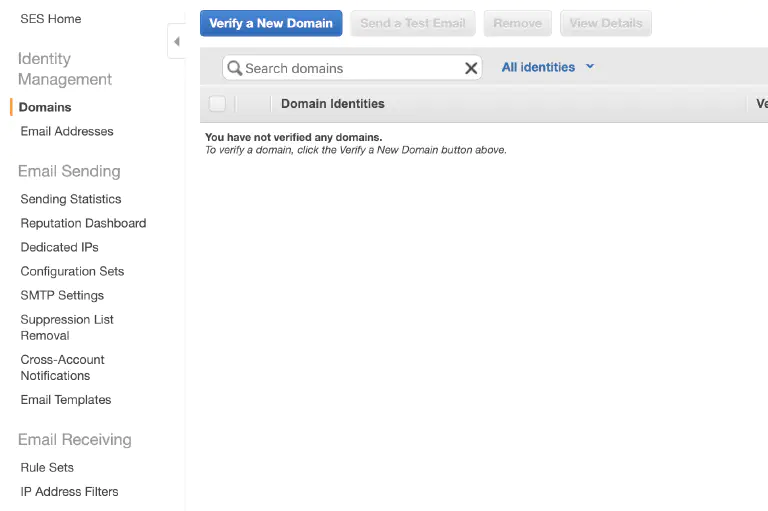 SES Home
Identity
Management
Domains
Email Addresses
Email Sending
Sending Statistics
Reputation Dashboard
Dedicated IPs
Configuration Sets
SMTP Settings
Suppression List
Removal
Cross-Account
Notifications
Email Templates
Email Receiving
Rule Sets
IP Address Filters
Verify a New Domain Send a Test Email Remove View Details
Search domains All identities
Domain Identities Ve
You have not verified any domains.
To verify a domain, click the Verify a New Domain button above.